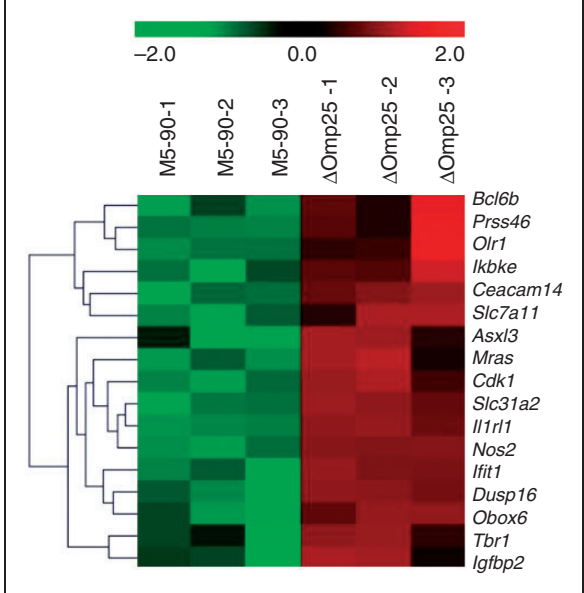 −2.0 0.0 2.0
M5-90-1
M5-90-2
M5-90-3
ΔOmp25 -1
ΔOmp25 -2
ΔOmp25 -3
Bcl6b
Prss46
Olr1
Ikbke
Ceacam14
Slc7a11
Asxl3
Mras
Cdk1
Slc31a2
Il1rl1
Nos2
Ifit1
Dusp16
Obox6
Tbr1
Igfbp2